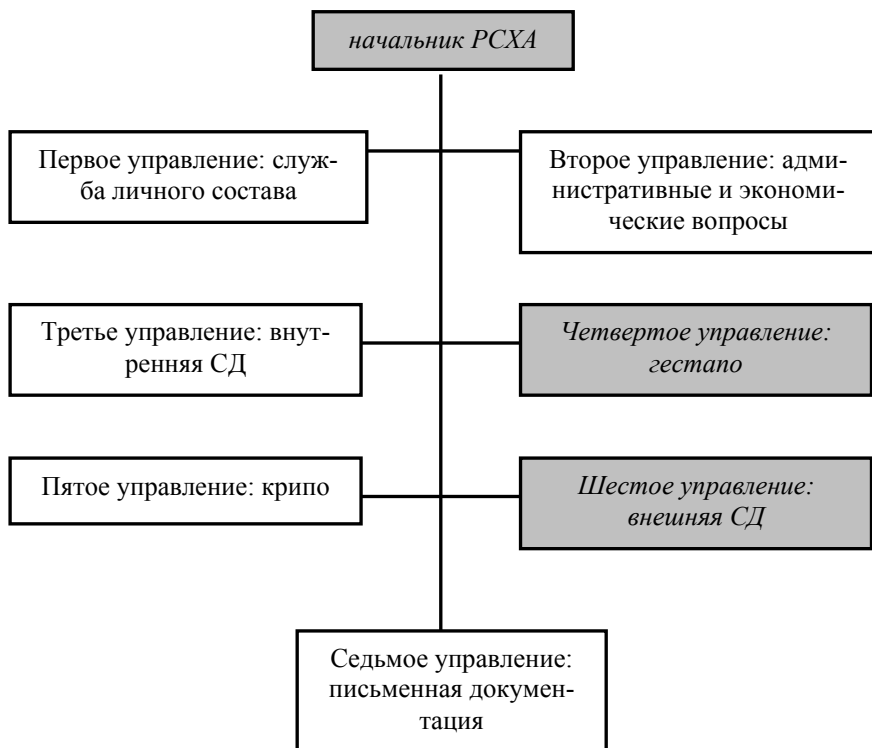 начальник РСХА
Первое управление: служ-
ба личного состава
Второе управление: адми-
нистративные и экономи-
ческие вопросы
Третье управление: внут-
ренняя СД
Четвертое управление:
гестапо
Пятое управление: крипо
Шестое управление:
внешняя СД
Седьмое управление:
письменная докумен-
тация